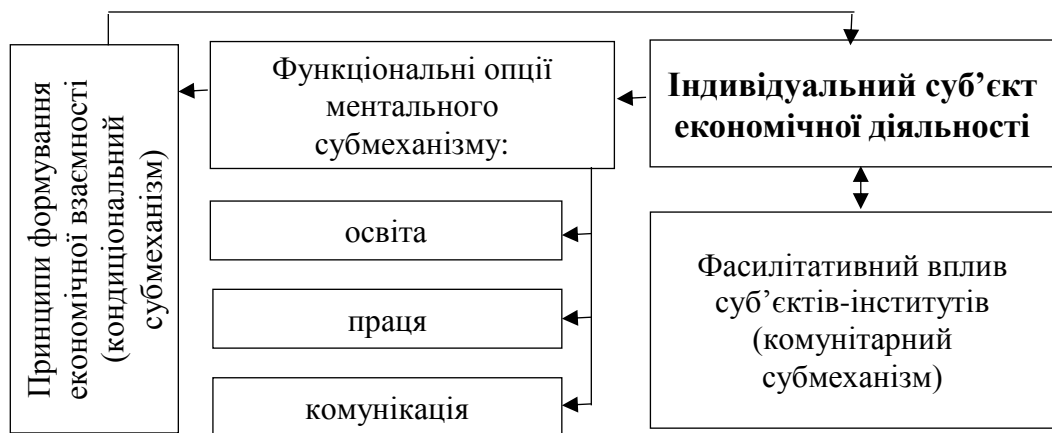 Принципи формування
економічної взаємності
(кондиціональний
субмеханізм)
Функціональні опції
ментального
субмеханізму:
освіта
праця
комунікація
Індивідуальний суб’єкт
економічної діяльності
Фасилітативний вплив
суб’єктів-інститутів
(комунітарний
субмеханізм)